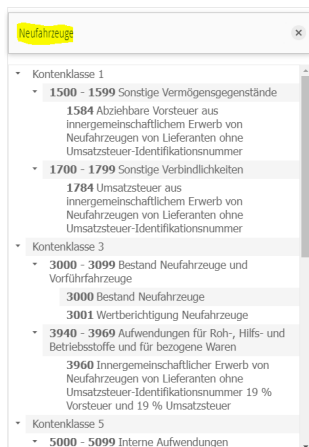 Neufahrzeuge
Kontenklasse 1
1500 - 1599 Sonstige Vermögensgegenstände
1584 Abziehbare Vorsteuer aus
innergemeinschaftlichem Erwerb von
Neufahrzeugen von Lieferanten ohne
Umsatzsteuer-Identifikationsnummer
1700 - 1799 Sonstige Verbindlichkeiten
1784 Umsatzsteuer aus
innergemeinschaftlichem Erwerb von
Neufahrzeugen von Lieferanten ohne
Umsatzsteuer-Identifikationsnummer
Kontenklasse 3
3000 - 3099 Bestand Neufahrzeuge und
Vorführfahrzeuge
3000 Bestand Neufahrzeuge
3001 Wertberichtigung Neufahrzeuge
3940 - 3969 Aufwendungen für Roh-, Hilfs- und
Betriebsstoffe und für bezogene Waren
3960 Innergemeinschaftlicher Erwerb von
Neufahrzeugen von Lieferanten ohne
Umsatzsteuer-Identifikationsnummer 19 %
Vorsteuer und 19 % Umsatzsteuer
Kontenklasse 5
5000 - 5099 Interne Aufwendungen